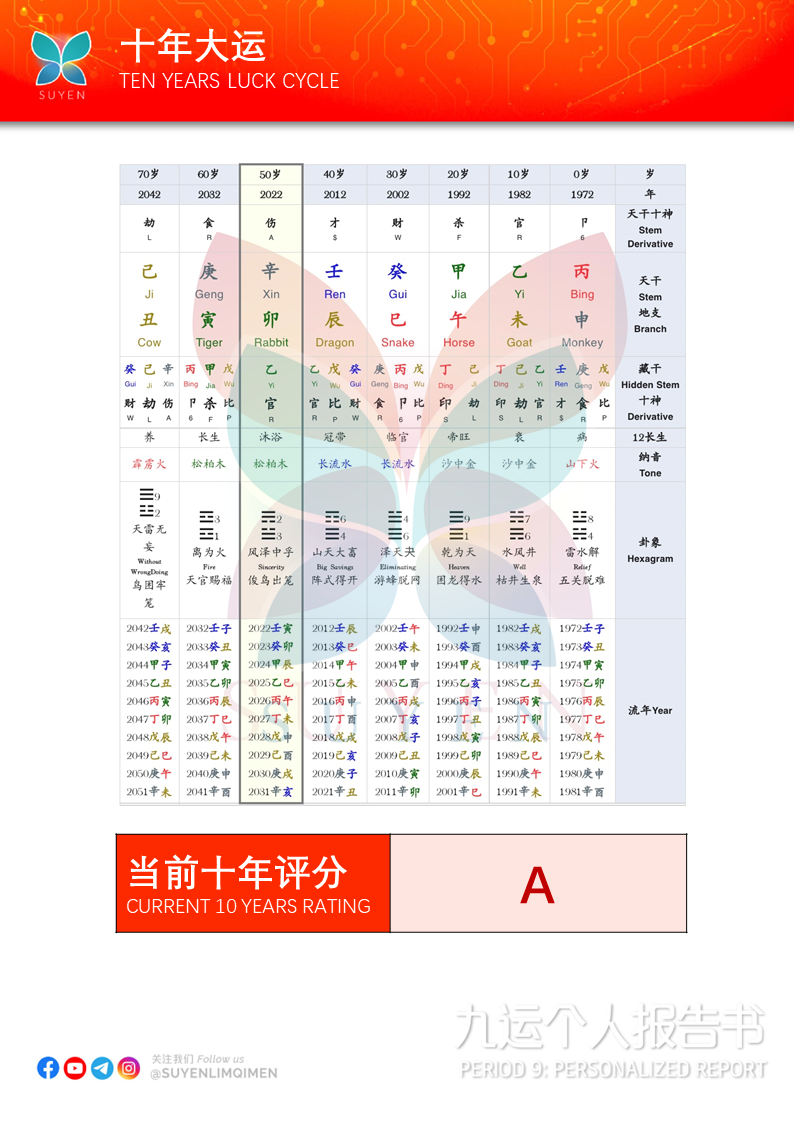 十年大运
TEN YEARS LUCK CYCLE
SUYEN
70岁 60岁 50岁 40岁 30岁 20岁 10岁 0岁 岁
2042 2032 2022 2012 2002 1992 1982 1972 年
劫 食 伤 才 财 杀 官 卩 天干十神
L R A $ W F R 6 Stem
Derivative
己 庚 辛 壬 癸 甲 乙 丙 天干
Ji Geng Xin Ren Gui Jia Yi Bing Stem
丑 寅 卯 辰 巳 午 未 申 地支
Cow Tiger Rabbit Dragon Snake Horse Goat Monkey Branch
癸 己 辛 丙 甲 戊 乙 乙 戊 癸 庚 丙 戊 丁 己 丁 己 乙 壬 庚 戊 藏干
Gui Ji Xin Bing Jia Wu Yi Yi Wu Gui Geng Bing Wu Ding Ji Ding Ji Yi Ren Geng Wu Hidden Stem
财 劫 伤 卩 杀 比 官 官 比 财 食 卩 比 印 劫 印 劫 官 才 食 比 十神
W L A 6 F P R R P W R 6 P S L S L R $ R P Derivative
养 长生 沐浴 冠带 临官 帝旺 衰 病 12长生
霹雳火 松柏木 松柏木 长流水 长流水 沙中金 沙中金 山下火 纳音
Tone
☰9 ☲3 ☴2 ☶6 ☱4 ☰9 ☵7 ☳8
☳2 ☲1 ☱3 ☰4 ☰6 ☰1 ☴6 ☵4
天雷无妄 离为火 风泽中孚 山天大畜 泽天夬 乾为天 水风井 雷水解 卦象
Without WrongDoing Fire Sincerity Big Savings Eliminating Heaven Well Relief Hexagram
鸟困牢笼 天官赐福 俊鸟出笼 阵式得开 游蜂脱网 困龙得水 枯井生泉 五关脱难
2042壬戌 2032壬子 2022壬寅 2012壬辰 2002壬午 1992壬申 1982壬戌 1972壬子
2043癸亥 2033癸丑 2023癸卯 2013癸巳 2003癸未 1993癸酉 1983癸亥 1973癸丑
2044甲子 2034甲寅 2024甲辰 2014甲午 2004甲申 1994甲戌 1984甲子 1974甲寅
2045乙丑 2035乙卯 2025乙巳 2015乙未 2005乙酉 1995乙亥 1985乙丑 1975乙卯
2046丙寅 2036丙辰 2026丙午 2016丙申 2006丙戌 1996丙子 1986丙寅 1976丙辰
2047丁卯 2037丁巳 2027丁未 2017丁酉 2007丁亥 1997丁丑 1987丁卯 1977丁巳
流年Year
2048戊辰 2038戊午 2028戊申 2018戊戌 2008戊子 1998戊寅 1988戊辰 1978戊午
2049己巳 2039己未 2029己酉 2019己亥 2009己丑 1999己卯 1989己巳 1979己未
2050庚午 2040庚申 2030庚戌 2020庚子 2010庚寅 2000庚辰 1990庚午 1980庚申
2051辛未 2041辛酉 2031辛亥 2021辛丑 2011辛卯 2001辛巳 1991辛未 1981辛酉
SUYEN
当前十年评分
CURRENT 10 YEARS RATING
A
九运个人报告书
PERIOD 9: PERSONALIZED REPORT
关注我们 Follow us
@SUYENLIMQIMEN